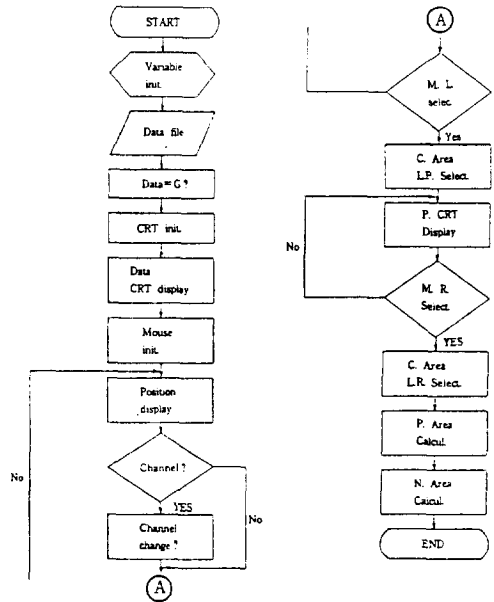 START
Variable
init.
Data file
Data=G?
CRT init.
Data
CRT display
Mouse
init.
Position
display
No
Channel?
YES
No
Channel
change?
A
A
M. L.
select.
Yes
C. Area
L.P. Select.
P. CRT
Display
No
M. R.
Select.
YES
C. Area
L.R. Select.
P. Area
Calcul.
N. Area
Calcul.
END